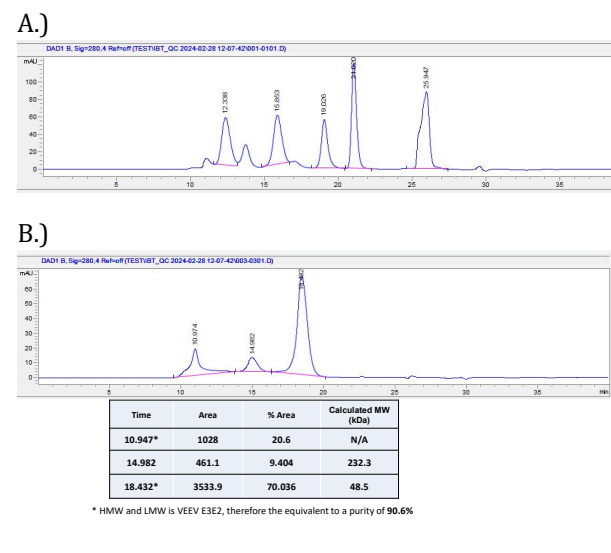 A.)
DAD1 B, Sig=280,4 Ref=off (TEST\IBT_QC 2024-02-28 12-07-42\001-0101.D)
mAU
100
80
60
40
20
0
12.338
15.853
19.026
25.947
5
10
15
20
25
30
35
B.)
DAD1 B, Sig=280,4 Ref=off (TEST\IBT_QC 2024-02-28 12-07-42\003-0301.D)
mAU
60
50
40
30
20
10
0
10.974
14.982
5
10
15
20
25
30
35
min
Time Area % Area Calculated MW (kDa)
10.947* 1028 20.6 N/A
14.982 461.1 9.404 232.3
18.432* 3533.9 70.036 48.5
* HMW and LMW is VEEV E3E2, therefore the equivalent to a purity of 90.6%